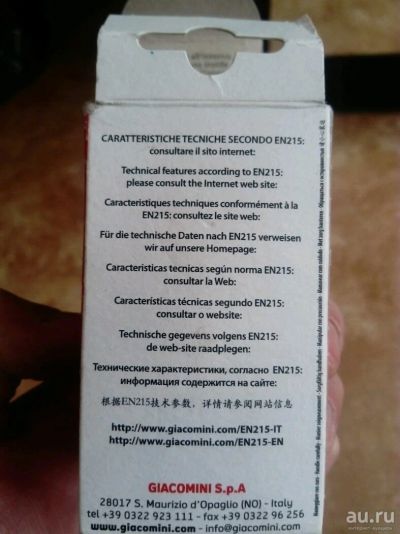 CARATTERISTICHE TECNICHE SECONDO EN215:
consultare il sito internet:
Technical features according to EN215:
please consult the Internet web site:
Caracteristiques techniques conformément à la
EN215: consultez le site web:
Für die technische Daten nach EN215 verweisen
wir auf unsere Homepage:
Caracteristicas tecnicas según norma EN215:
consultar la Web:
Características técnicas segundo EN215:
consultar o website:
Technische gegevens volgens EN215:
de web-site raadplegen:
Технические характеристики, согласно EN215:
информация содержится на сайте:
根据EN215技术参数, 详情请参阅网站信息
http://www.giacomini.com/EN215-IT
http://www.giacomini.com/EN215-EN
GIACOMINI S.p.A
28017 S. Maurizio d'Opaglio (NO) - Italy
tel +39 0322 923 111 - fax +39 0322 96 256
www.giacomini.com - info@giacomini.com
au.ru